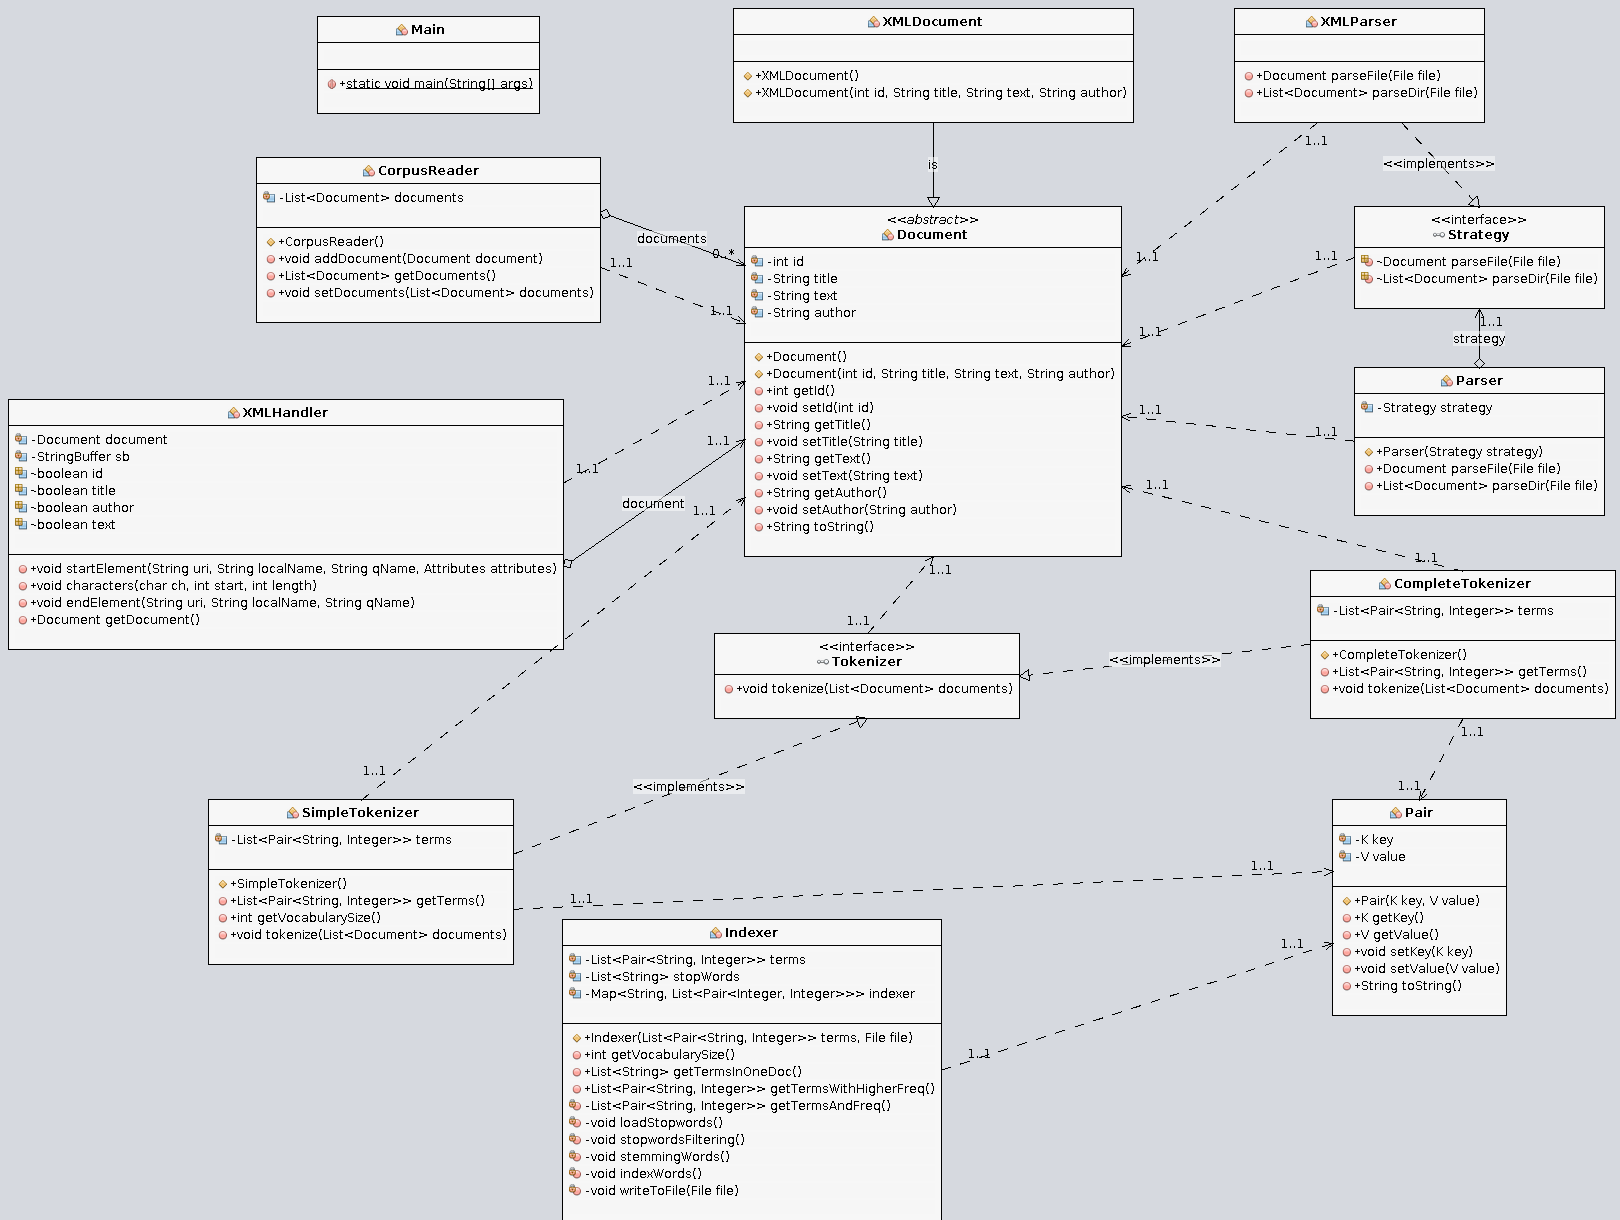 Main
+static void main(String[] args)
XMLDocument
+XMLDocument()
+XMLDocument(int id, String title, String text, String author)
XMLParser
+Document parseFile(File file)
+List<Document> parseDir(File file)
is
1..1
1..1
<<implements>>
CorpusReader
-List<Document> documents
+CorpusReader()
+void addDocument(Document document)
+List<Document> getDocuments()
+void setDocuments(List<Document> documents)
documents
0..*
1..1
1..1
<<abstract>>
Document
-int id
-String title
-String text
-String author
+Document()
+Document(int id, String title, String text, String author)
+int getId()
+void setId(int id)
+String getTitle()
+void setTitle(String title)
+String getText()
+void setText(String text)
+String getAuthor()
+void setAuthor(String author)
+String toString()
<<interface>>
Strategy
~Document parseFile(File file)
~List<Document> parseDir(File file)
1..1
1..1
1..1
strategy
Parser
-Strategy strategy
+Parser(Strategy strategy)
+Document parseFile(File file)
+List<Document> parseDir(File file)
1..1
1..1
XMLHandler
-Document document
-StringBuffer sb
~boolean id
~boolean title
~boolean author
~boolean text
+void startElement(String uri, String localName, String qName, Attributes attributes)
+void characters(char ch, int start, int length)
+void endElement(String uri, String localName, String qName)
+Document getDocument()
1..1
1..1
1..1
document
1..1
1..1
1..1
1..1
1..1
<<interface>>
Tokenizer
+void tokenize(List<Document> documents)
<<implements>>
CompleteTokenizer
-List<Pair<String, Integer>> terms
+CompleteTokenizer()
+List<Pair<String, Integer>> getTerms()
+void tokenize(List<Document> documents)
1..1
1..1
1..1
<<implements>>
SimpleTokenizer
-List<Pair<String, Integer>> terms
+SimpleTokenizer()
+List<Pair<String, Integer>> getTerms()
+int getVocabularySize()
+void tokenize(List<Document> documents)
1..1
1..1
Pair
-K key
-V value
+Pair(K key, V value)
+K getKey()
+V getValue()
+void setKey(K key)
+void setValue(V value)
+String toString()
Indexer
-List<Pair<String, Integer>> terms
-List<String> stopWords
-Map<String, List<Pair<Integer, Integer>>> indexer
+Indexer(List<Pair<String, Integer>> terms, File file)
+int getVocabularySize()
+List<String> getTermsInOneDoc()
+List<Pair<String, Integer>> getTermsWithHigherFreq()
-List<Pair<String, Integer>> getTermsAndFreq()
-void loadStopwords()
-void stopwordsFiltering()
-void stemmingWords()
-void indexWords()
-void writeToFile(File file)
1..1
1..1